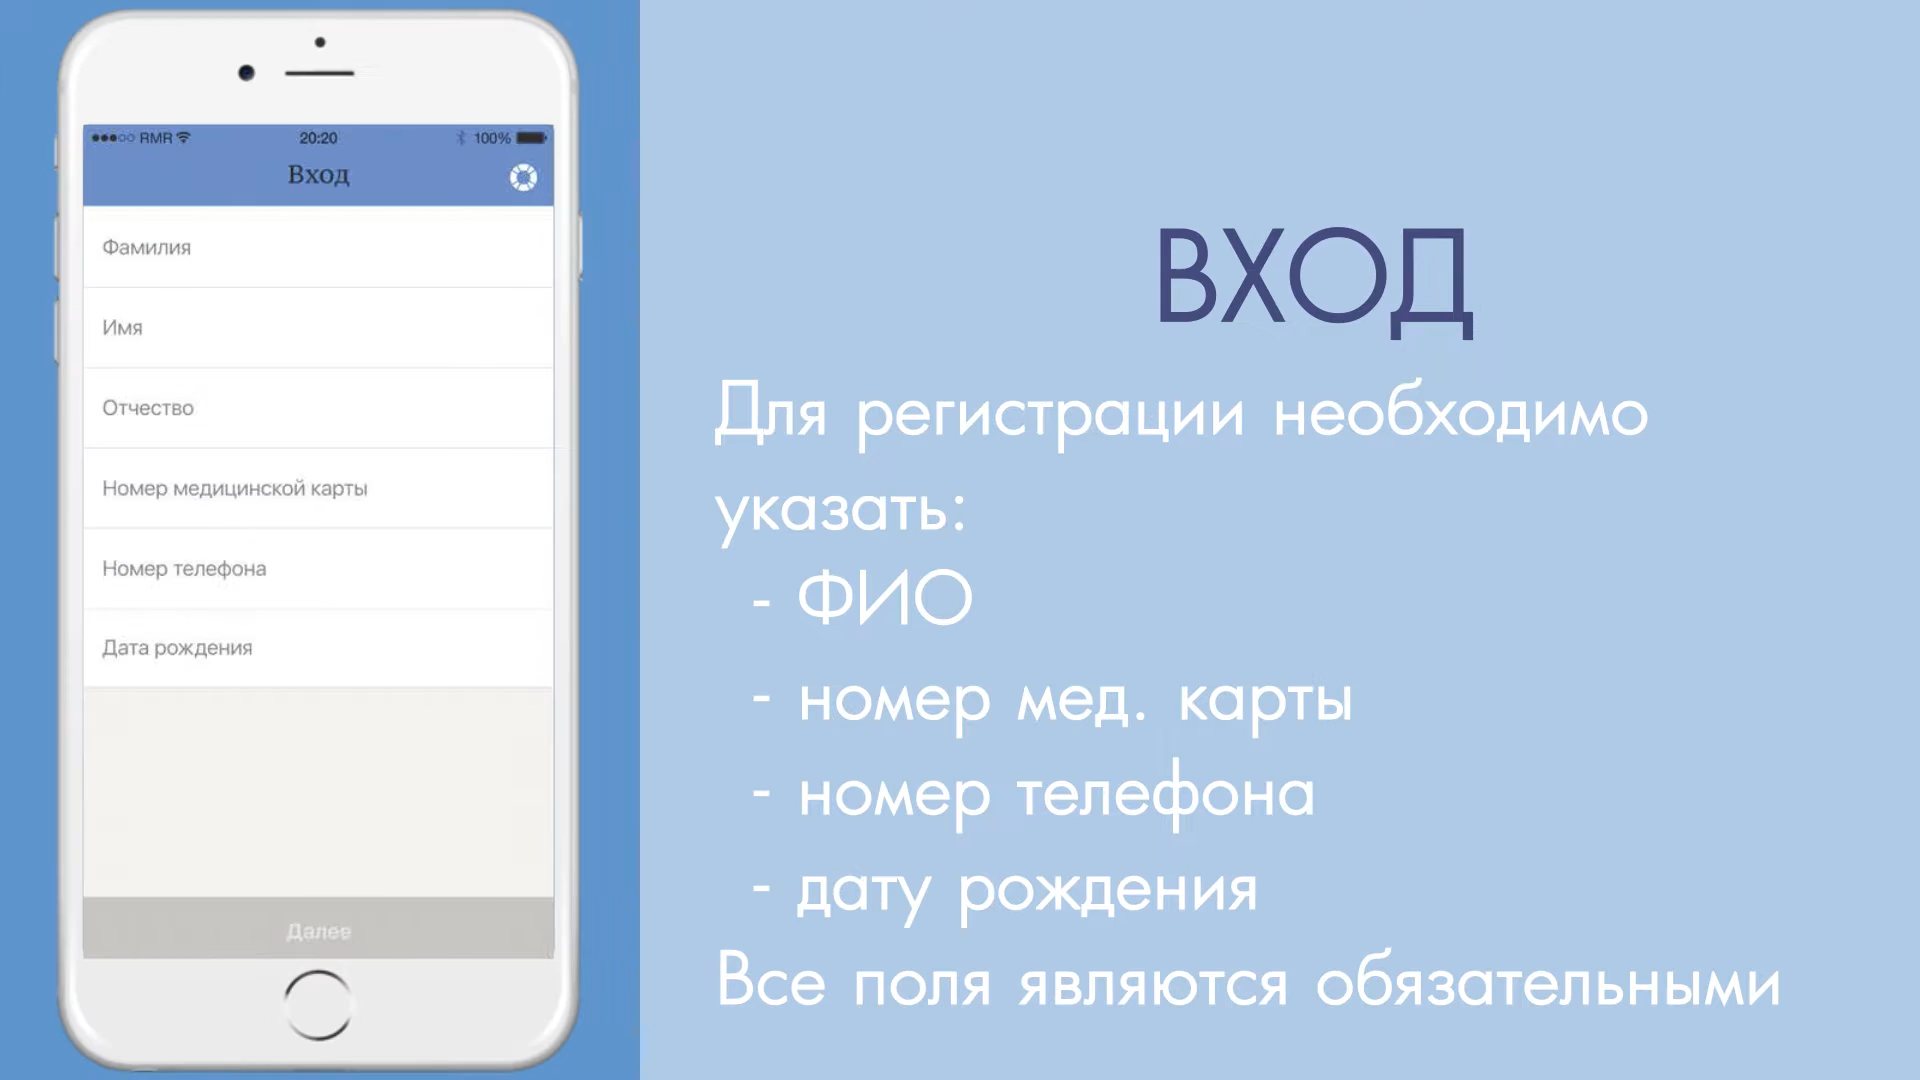 RMR 20:20 100%
Вход
Фамилия
Имя
Отчество
Номер медицинской карты
Номер телефона
Дата рождения
Далее
ВХОД
Для регистрации необходимо
указать:
- ФИО
- номер мед. карты
- номер телефона
- дату рождения
Все поля являются обязательными